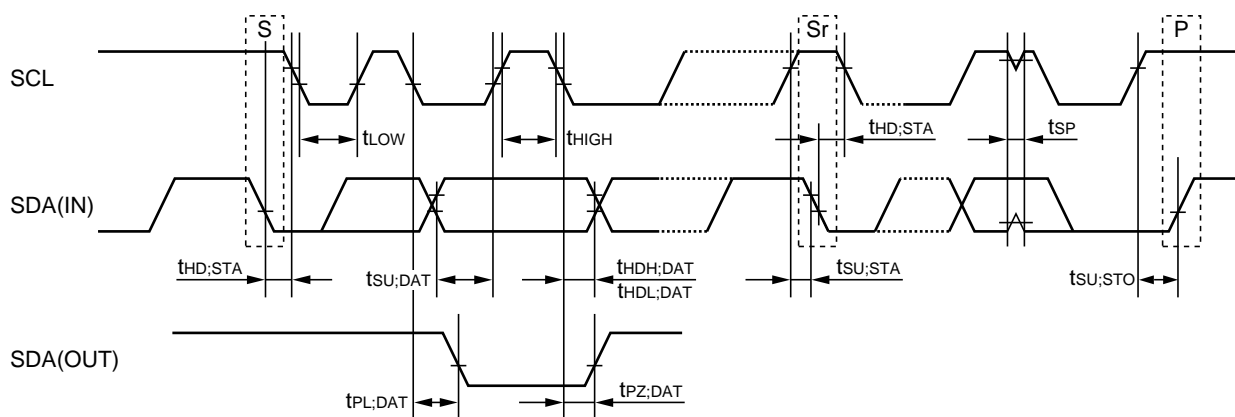 S
Sr
P
SCL
tLOW
tHIGH
tHD;STA
tSP
SDA(IN)
tHD;STA
tSU;DAT
tHDH;DAT
tHDL;DAT
tSU;STA
tSU;STO
SDA(OUT)
tPL;DAT
tPZ;DAT